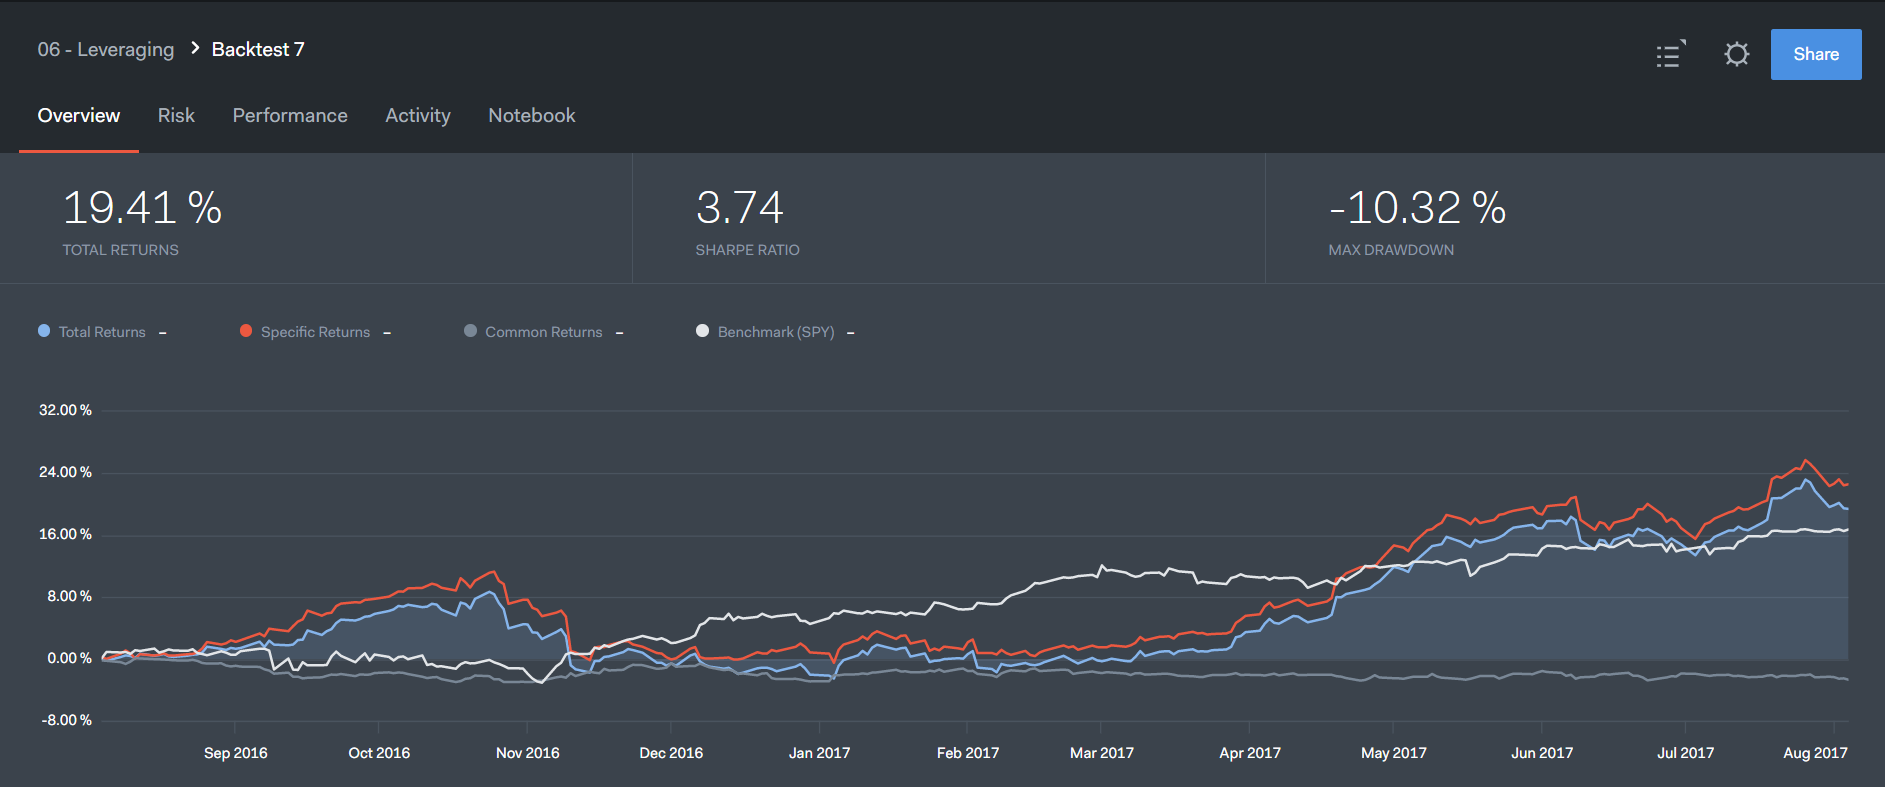 06 - Leveraging > Backtest 7
Share
Overview Risk Performance Activity Notebook
19.41 % 3.74 -10.32 %
TOTAL RETURNS SHARPE RATIO MAX DRAWDOWN
Total Returns – Specific Returns – Common Returns – Benchmark (SPY) –
32.00 %
24.00 %
16.00 %
8.00 %
0.00 %
-8.00 %
Sep 2016 Oct 2016 Nov 2016 Dec 2016 Jan 2017 Feb 2017 Mar 2017 Apr 2017 May 2017 Jun 2017 Jul 2017 Aug 2017